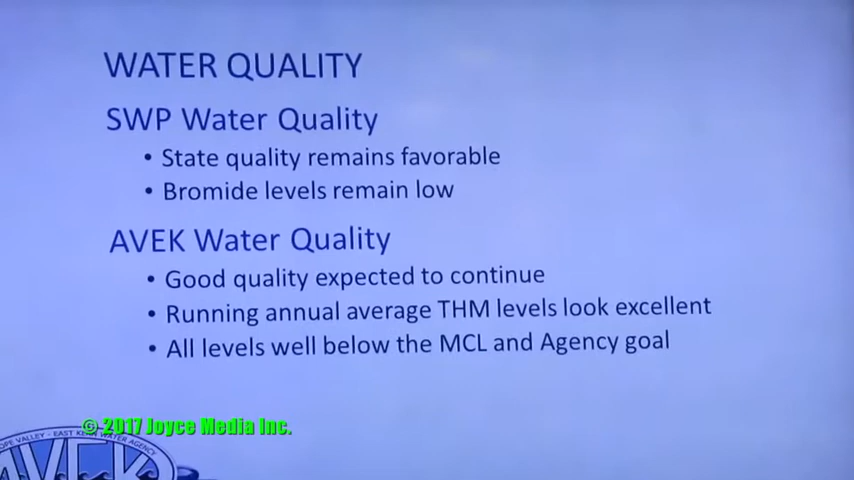 WATER QUALITY
SWP Water Quality
• State quality remains favorable
• Bromide levels remain low
AVEK Water Quality
• Good quality expected to continue
• Running annual average THM levels look excellent
• All levels well below the MCL and Agency goal
© 2017 Joyce Media Inc.
VALLEY - EAST KERN WATER AGENCY
AVEK